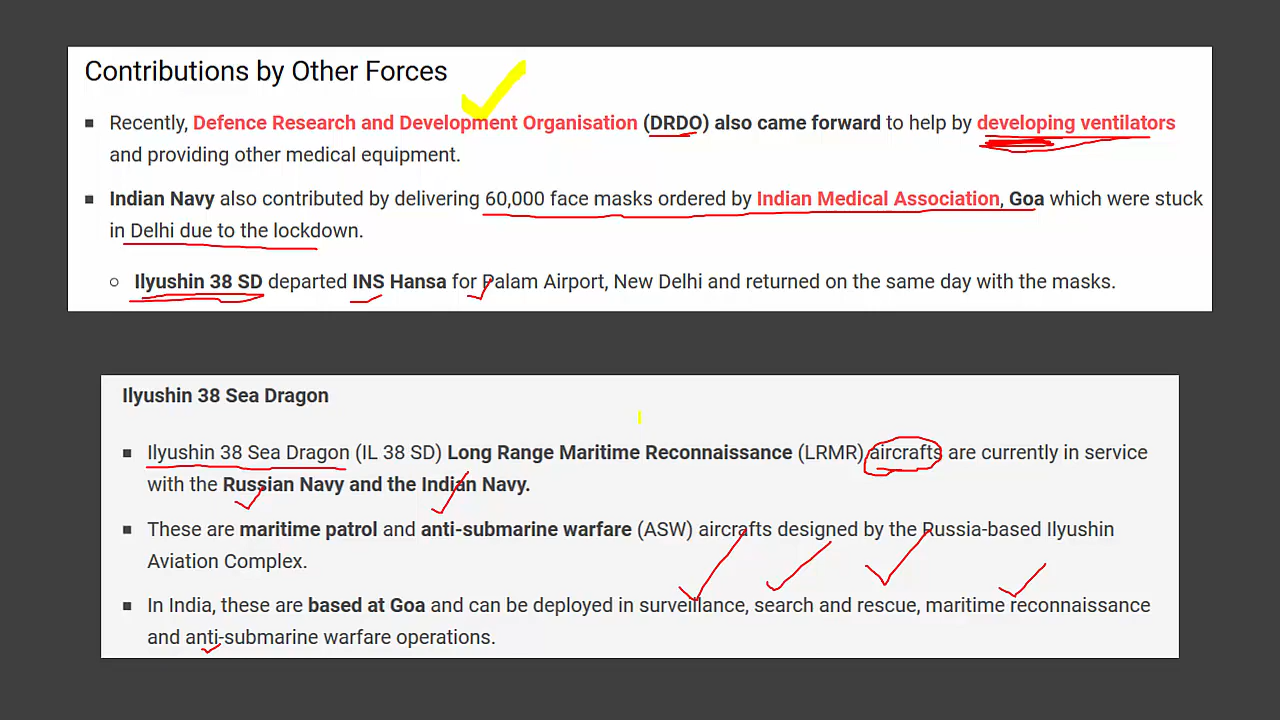 Contributions by Other Forces
Recently, Defence Research and Development Organisation (DRDO) also came forward to help by developing ventilators
and providing other medical equipment.
Indian Navy also contributed by delivering 60,000 face masks ordered by Indian Medical Association, Goa which were stuck
in Delhi due to the lockdown.
Ilyushin 38 SD departed INS Hansa for Palam Airport, New Delhi and returned on the same day with the masks.
Ilyushin 38 Sea Dragon
Ilyushin 38 Sea Dragon (IL 38 SD) Long Range Maritime Reconnaissance (LRMR) aircrafts are currently in service
with the Russian Navy and the Indian Navy.
These are maritime patrol and anti-submarine warfare (ASW) aircrafts designed by the Russia-based Ilyushin
Aviation Complex.
In India, these are based at Goa and can be deployed in surveillance, search and rescue, maritime reconnaissance
and anti-submarine warfare operations.